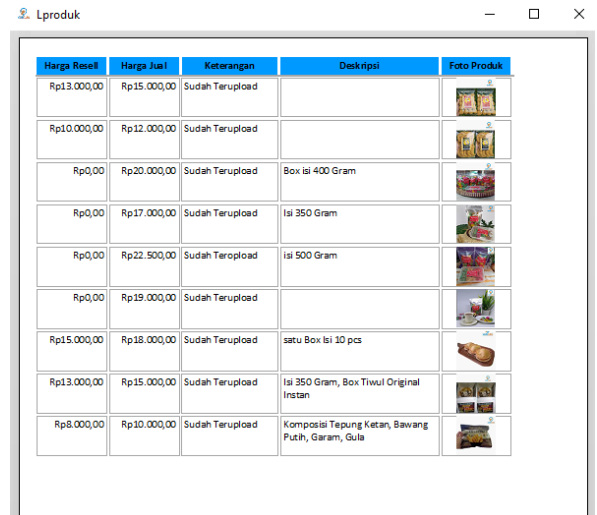 Lproduk
Harga Resell Harga Jual Keterangan Deskripsi Foto Produk
Rp13.000,00 Rp15.000,00 Sudah Terupload
Rp10.000,00 Rp12.000,00 Sudah Terupload
Rp0,00 Rp20.000,00 Sudah Terupload Box isi 400 Gram
Rp0,00 Rp17.000,00 Sudah Terupload Isi 350 Gram
Rp0,00 Rp22.500,00 Sudah Teropload isi 500 Gram
Rp0,00 Rp19.000,00 Sudah Terupload
Rp15.000,00 Rp18.000,00 Sudah Terupload satu Box Isi 10 pcs
Rp13.000,00 Rp15.000,00 Sudah Terupload Isi 350 Gram, Box Tiwul Original
Instan
Rp8.000,00 Rp10.000,00 Sudah Terupload Komposisi Tepung Ketan, Bawang
Putih, Garam, Gula